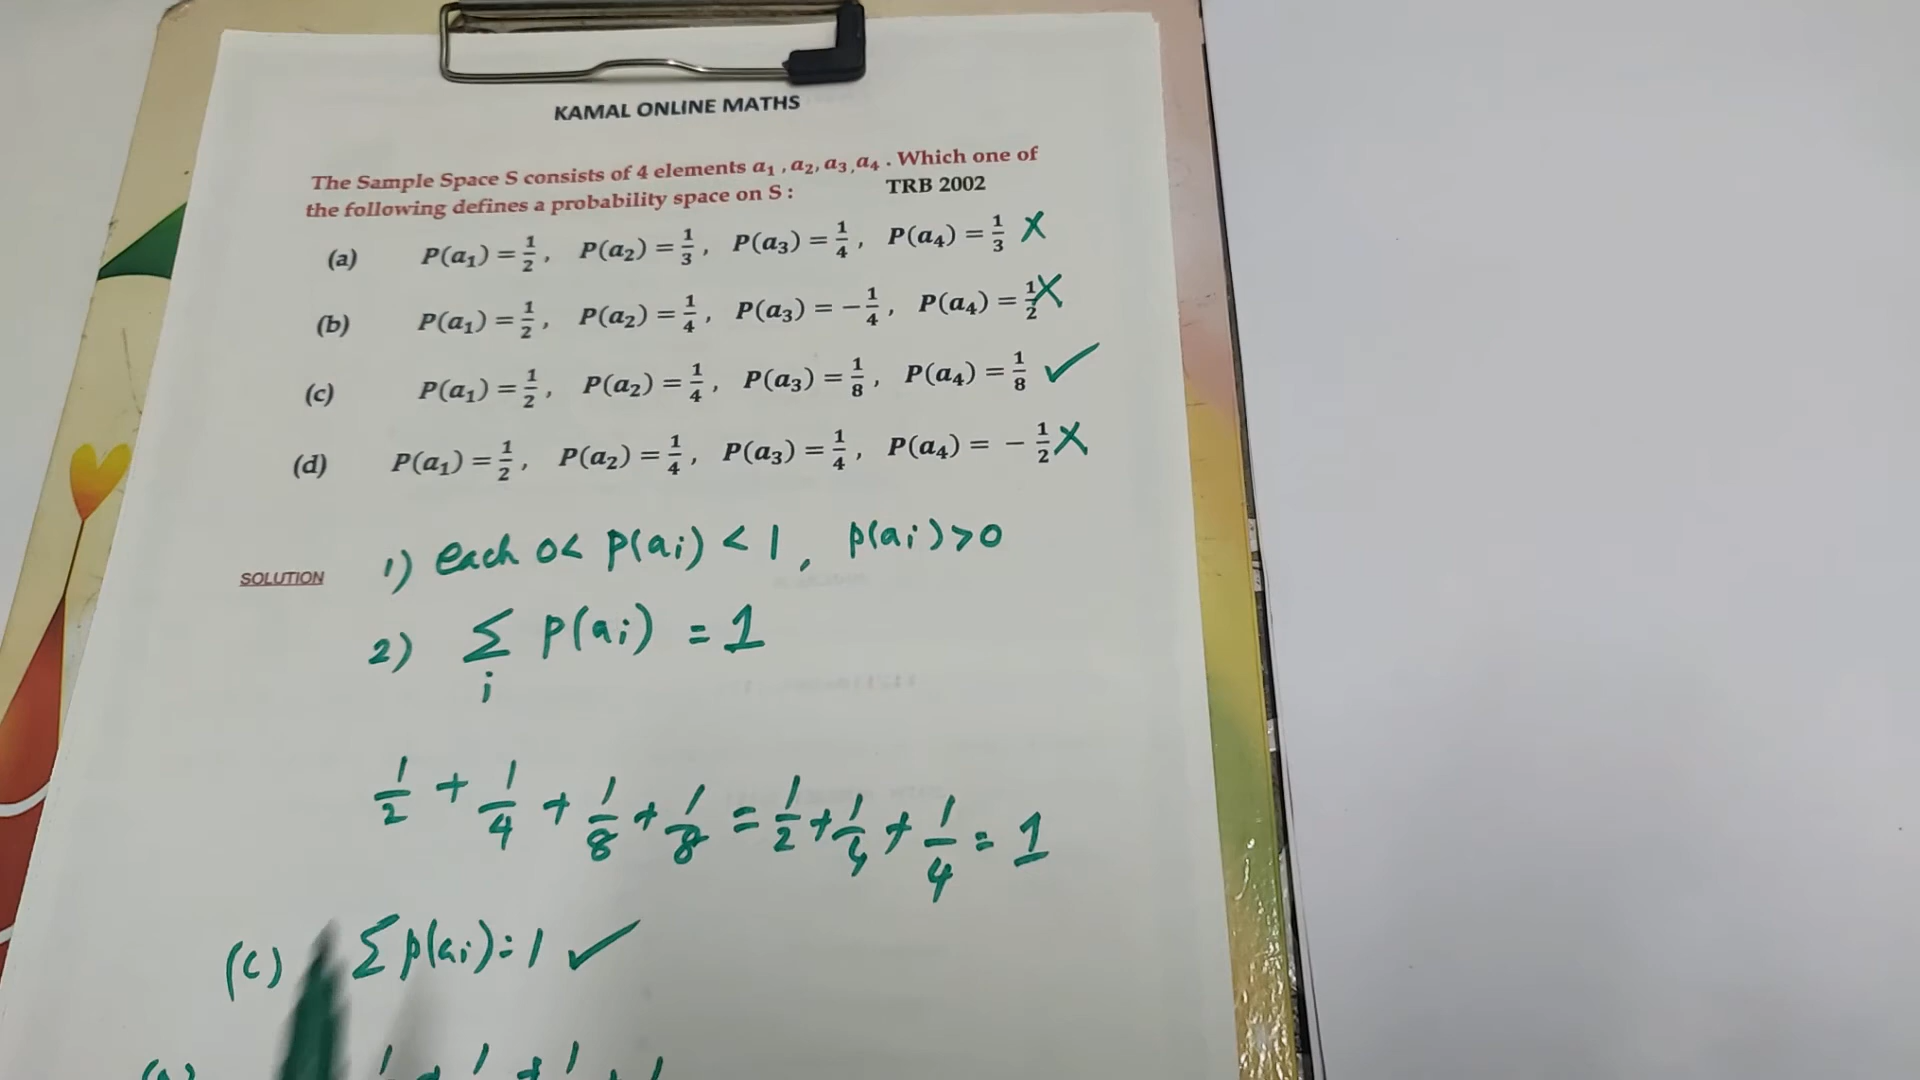 KAMAL ONLINE MATHS
The Sample Space S consists of 4 elements a₁ , a₂, a₃ ,a₄ . Which one of
the following defines a probability space on S : TRB 2002
(a) P(a₁) = 1/2 , P(a₂) = 1/3 , P(a₃) = 1/4 , P(a₄) = 1/3 X
(b) P(a₁) = 1/2 , P(a₂) = 1/4 , P(a₃) = −1/4 , P(a₄) = 1/2 X
(c) P(a₁) = 1/2 , P(a₂) = 1/4 , P(a₃) = 1/8 , P(a₄) = 1/8 ✓
(d) P(a₁) = 1/2 , P(a₂) = 1/4 , P(a₃) = 1/4 , P(a₄) = − 1/2 X
SOLUTION 1) each 0< p(ai) < 1 , p(ai) > 0
2) Σ p(ai) = 1
i
1/2 + 1/4 + 1/8 + 1/8 = 1/2 + 1/4 + 1/4 = 1
(c) Σ p(ai) = 1 ✓